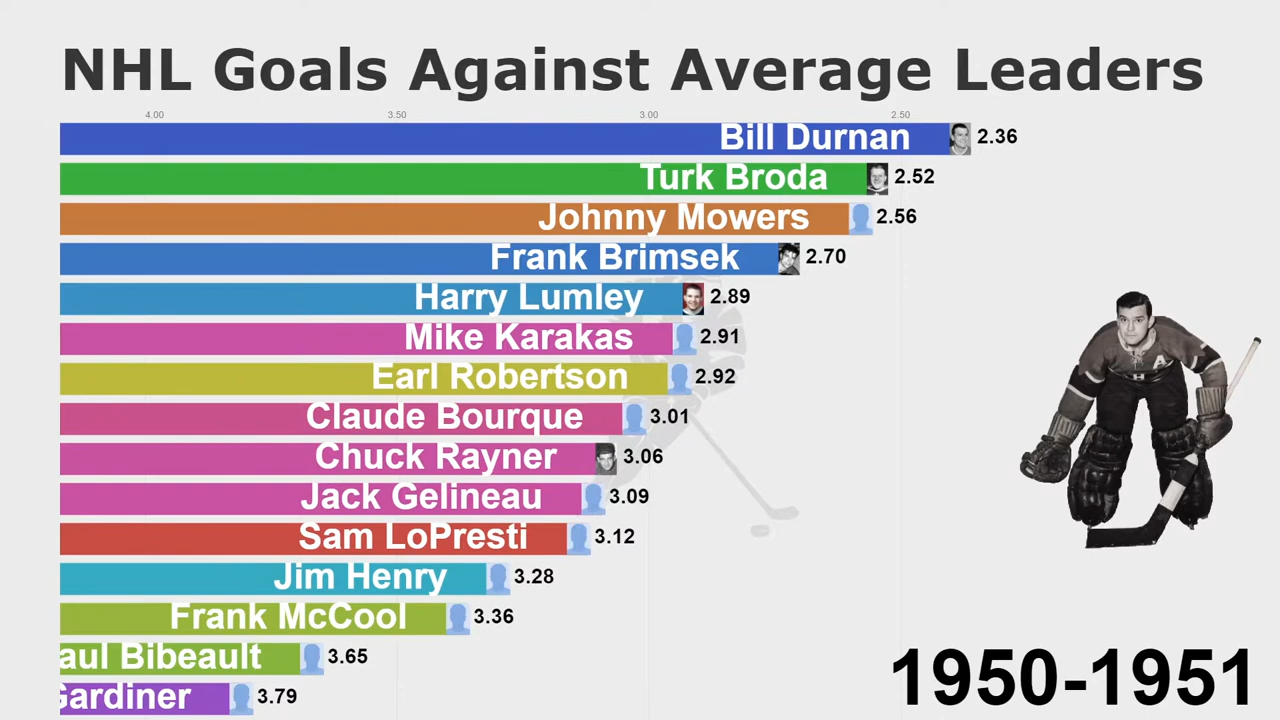 NHL Goals Against Average Leaders
4.00 3.50 3.00 2.50
Bill Durnan 2.36
Turk Broda 2.52
Johnny Mowers 2.56
Frank Brimsek 2.70
Harry Lumley 2.89
Mike Karakas 2.91
Earl Robertson 2.92
Claude Bourque 3.01
Chuck Rayner 3.06
Jack Gelineau 3.09
Sam LoPresti 3.12
Jim Henry 3.28
Frank McCool 3.36
aul Bibeault 3.65
Gardiner 3.79
A
H
1950-1951